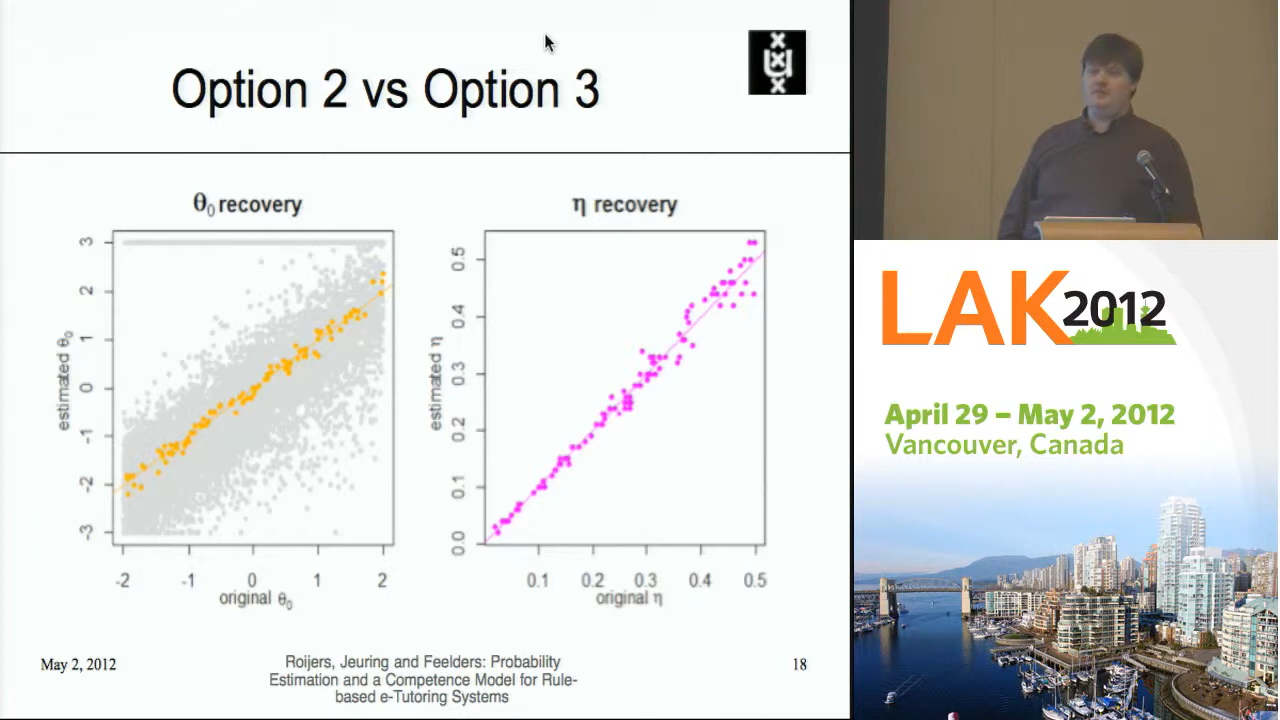 Option 2 vs Option 3
θ0 recovery
3
2
1
0
-1
-2
-3
estimated θ0
-2 -1 0 1 2
original θ0
η recovery
0.5
0.4
0.3
0.2
0.1
0.0
estimated η
0.1 0.2 0.3 0.4 0.5
original η
May 2, 2012
Roijers, Jeuring and Feelders: Probability
Estimation and a Competence Model for Rule-
based e-Tutoring Systems
18
LAK2012
April 29 – May 2, 2012
Vancouver, Canada